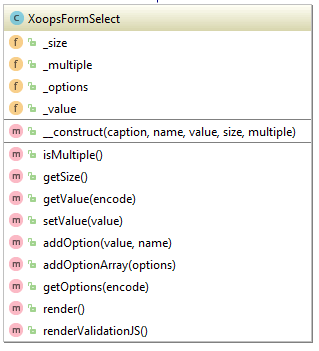 C XoopsFormSelect
f _size
f _multiple
f _options
f _value
m __construct(caption, name, value, size, multiple)
m isMultiple()
m getSize()
m getValue(encode)
m setValue(value)
m addOption(value, name)
m addOptionArray(options)
m getOptions(encode)
m render()
m renderValidationJS()